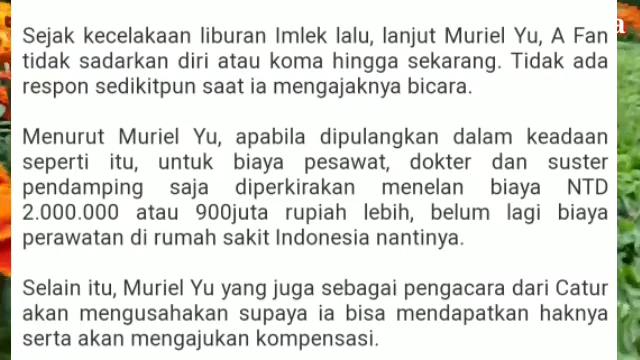 Sejak kecelakaan liburan Imlek lalu, lanjut Muriel Yu, A Fan
tidak sadarkan diri atau koma hingga sekarang. Tidak ada
respon sedikitpun saat ia mengajaknya bicara.
Menurut Muriel Yu, apabila dipulangkan dalam keadaan
seperti itu, untuk biaya pesawat, dokter dan suster
pendamping saja diperkirakan menelan biaya NTD
2.000.000 atau 900juta rupiah lebih, belum lagi biaya
perawatan di rumah sakit Indonesia nantinya.
Selain itu, Muriel Yu yang juga sebagai pengacara dari Catur
akan mengusahakan supaya ia bisa mendapatkan haknya
serta akan mengajukan kompensasi.